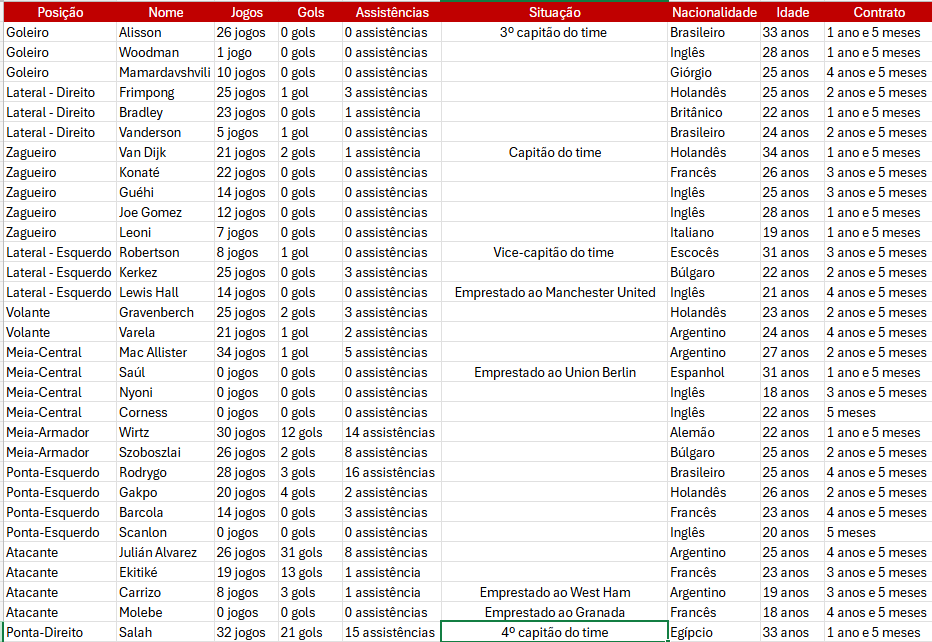 Posição Nome Jogos Gols Assistências Situação Nacionalidade Idade Contrato
Goleiro Alisson 26 jogos 0 gols 0 assistências 3º capitão do time Brasileiro 33 anos 1 ano e 5 meses
Goleiro Woodman 1 jogo 0 gols 0 assistências Inglês 28 anos 1 ano e 5 meses
Goleiro Mamardavshvili 10 jogos 0 gols 0 assistências Giórgio 25 anos 4 anos e 5 meses
Lateral - Direito Frimpong 25 jogos 1 gol 3 assistências Holandês 25 anos 2 anos e 5 meses
Lateral - Direito Bradley 23 jogos 0 gols 1 assistência Britânico 22 anos 1 ano e 5 meses
Lateral - Direito Vanderson 5 jogos 1 gol 0 assistências Brasileiro 24 anos 2 anos e 5 meses
Zagueiro Van Dijk 21 jogos 2 gols 1 assistência Capitão do time Holandês 34 anos 1 ano e 5 meses
Zagueiro Konaté 22 jogos 0 gols 0 assistências Francês 26 anos 3 anos e 5 meses
Zagueiro Guéhi 14 jogos 0 gols 0 assistências Inglês 25 anos 3 anos e 5 meses
Zagueiro Joe Gomez 12 jogos 0 gols 0 assistências Inglês 28 anos 1 ano e 5 meses
Zagueiro Leoni 7 jogos 0 gols 0 assistências Italiano 19 anos 1 ano e 5 meses
Lateral - Esquerdo Robertson 8 jogos 1 gol 0 assistências Vice-capitão do time Escocês 31 anos 3 anos e 5 meses
Lateral - Esquerdo Kerkez 25 jogos 0 gol 3 assistências Búlgaro 22 anos 2 anos e 5 meses
Lateral - Esquerdo Lewis Hall 14 jogos 0 gols 0 assistências Emprestado ao Manchester United Inglês 21 anos 4 anos e 5 meses
Volante Gravenberch 25 jogos 2 gols 3 assistências Holandês 23 anos 2 anos e 5 meses
Volante Varela 21 jogos 1 gol 2 assistências Argentino 24 anos 4 anos e 5 meses
Meia-Central Mac Allister 34 jogos 1 gol 5 assistências Argentino 27 anos 2 anos e 5 meses
Meia-Central Saúl 0 jogos 0 gols 0 assistências Emprestado ao Union Berlin Espanhol 31 anos 1 ano e 5 meses
Meia-Central Nyoni 0 jogos 0 gols 0 assistências Inglês 18 anos 3 anos e 5 meses
Meia-Central Corness 0 jogos 0 gols 0 assistências Inglês 22 anos 5 meses
Meia-Armador Wirtz 30 jogos 12 gols 14 assistências Alemão 22 anos 1 ano e 5 meses
Meia-Armador Szoboszlai 26 jogos 2 gols 8 assistências Búlgaro 25 anos 2 anos e 5 meses
Ponta-Esquerdo Rodrygo 28 jogos 3 gols 16 assistências Brasileiro 25 anos 4 anos e 5 meses
Ponta-Esquerdo Gakpo 20 jogos 4 gols 2 assistências Holandês 26 anos 2 anos e 5 meses
Ponta-Esquerdo Barcola 14 jogos 0 gols 3 assistências Francês 23 anos 4 anos e 5 meses
Ponta-Esquerdo Scanlon 0 jogos 0 gols 0 assistências Inglês 20 anos 5 meses
Atacante Julián Alvarez 26 jogos 31 gols 8 assistências Argentino 25 anos 4 anos e 5 meses
Atacante Ekitiké 19 jogos 13 gols 1 assistência Francês 23 anos 3 anos e 5 meses
Atacante Carrizo 8 jogos 3 gols 1 assistência Emprestado ao West Ham Argentino 19 anos 3 anos e 5 meses
Atacante Molebe 0 jogos 0 gols 0 assistências Emprestado ao Granada Francês 18 anos 4 anos e 5 meses
Ponta-Direito Salah 32 jogos 21 gols 15 assistências 4º capitão do time Egípcio 33 anos 1 ano e 5 meses